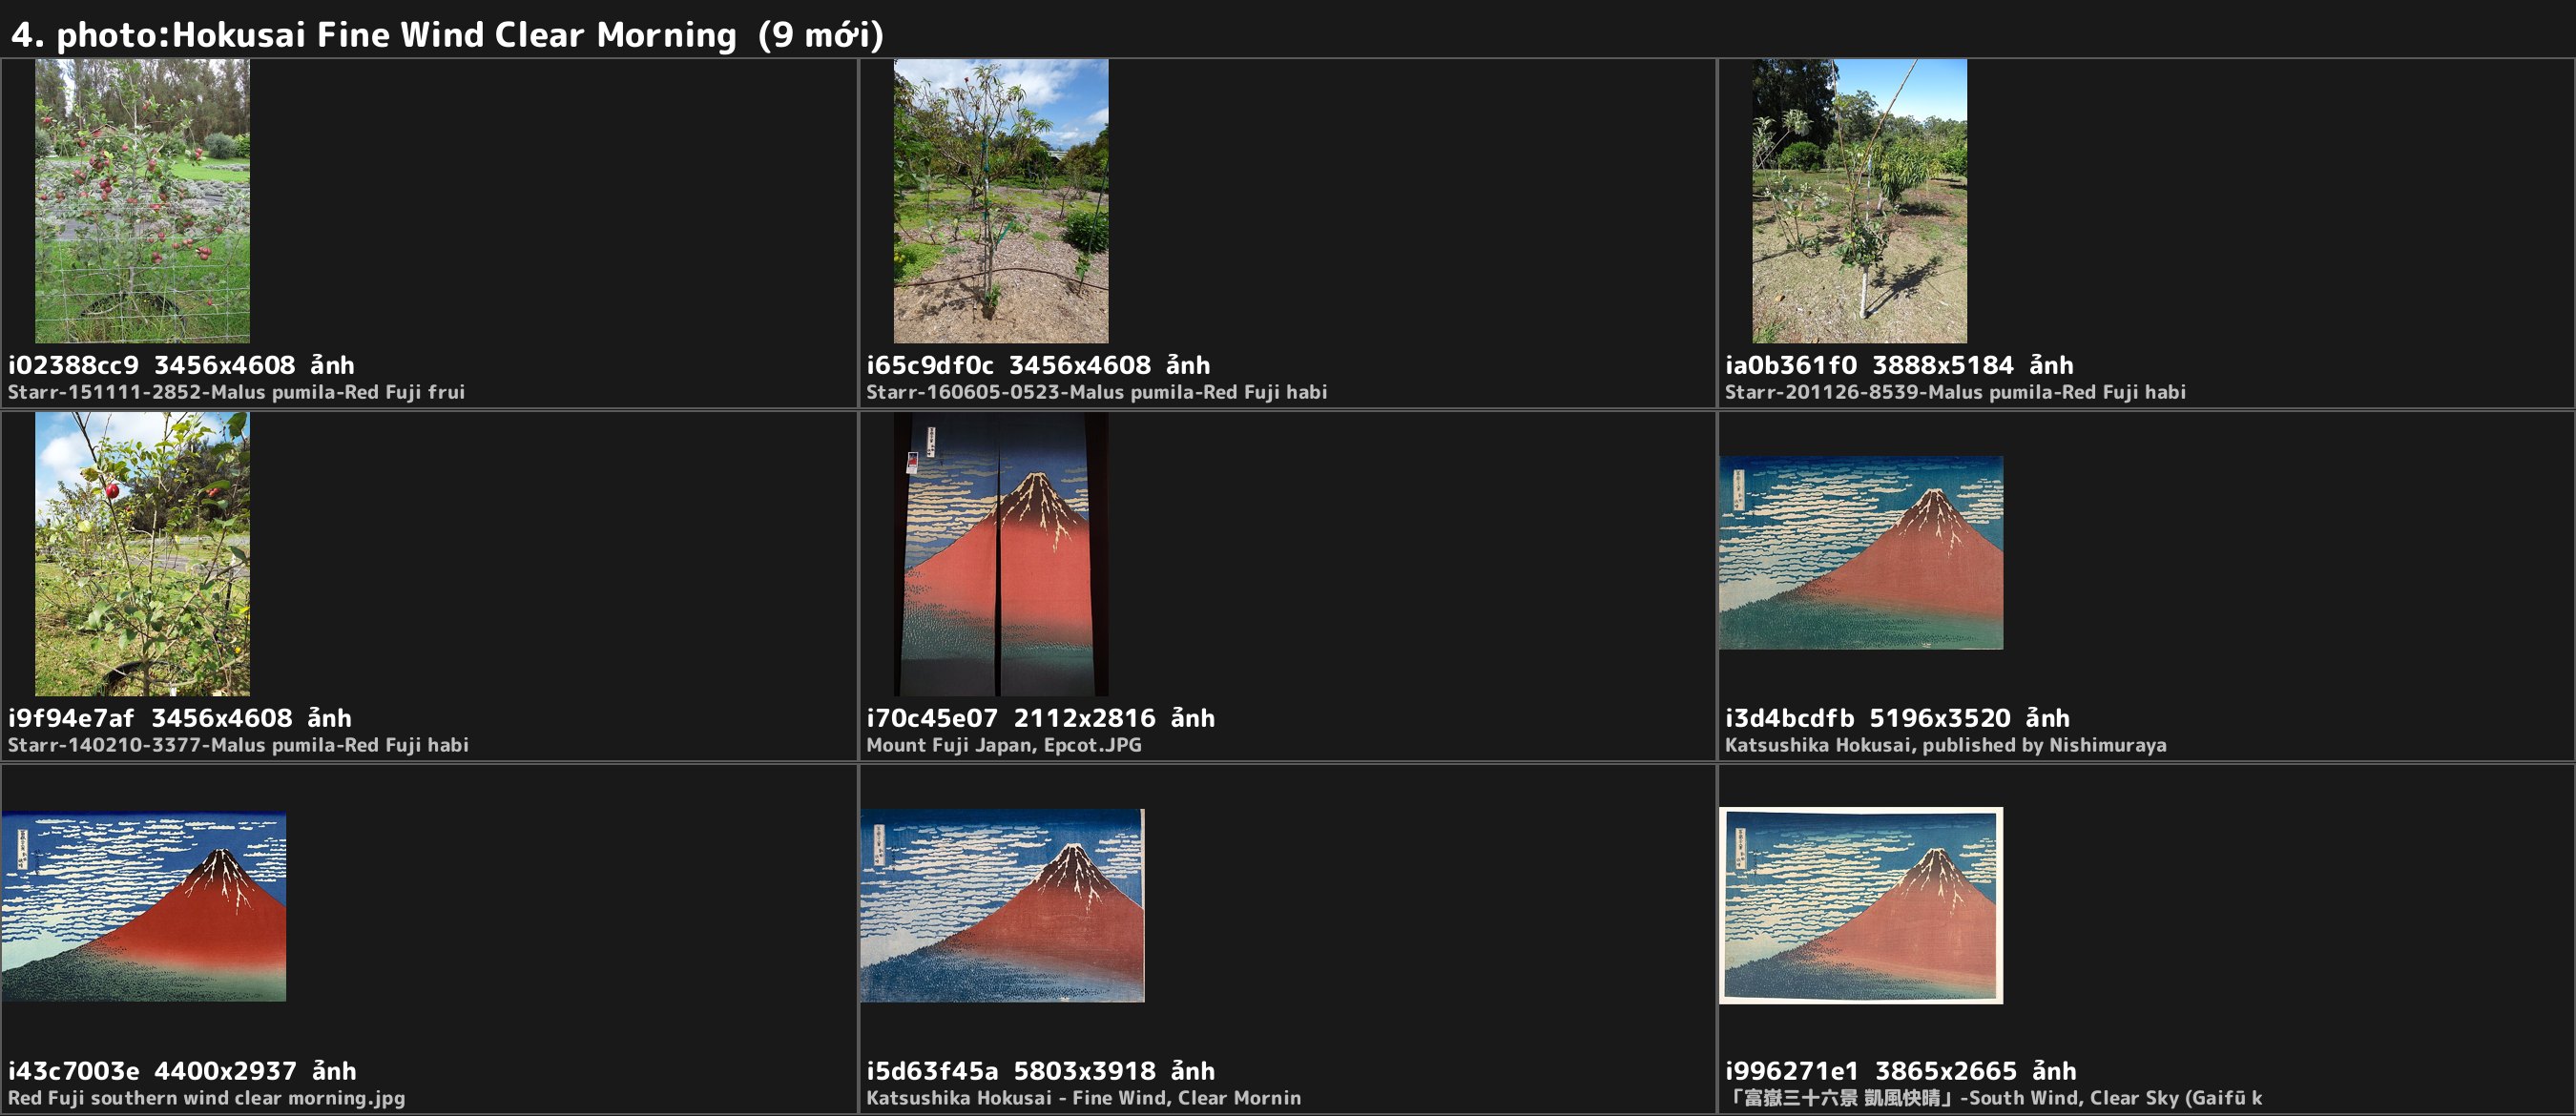 4. photo:Hokusai Fine Wind Clear Morning (9 mới)
i02388cc9 3456x4608 ảnh
Starr-151111-2852-Malus pumila-Red Fuji frui
i65c9df0c 3456x4608 ảnh
Starr-160605-0523-Malus pumila-Red Fuji habi
ia0b361f0 3888x5184 ảnh
Starr-201126-8539-Malus pumila-Red Fuji habi
i9f94e7af 3456x4608 ảnh
Starr-140210-3377-Malus pumila-Red Fuji habi
i70c45e07 2112x2816 ảnh
Mount Fuji Japan, Epcot.JPG
i3d4bcdfb 5196x3520 ảnh
Katsushika Hokusai, published by Nishimuraya
i43c7003e 4400x2937 ảnh
Red Fuji southern wind clear morning.jpg
i5d63f45a 5803x3918 ảnh
Katsushika Hokusai - Fine Wind, Clear Mornin
i996271e1 3865x2665 ảnh
「富嶽三十六景 凱風快晴」-South Wind, Clear Sky (Gaifū k